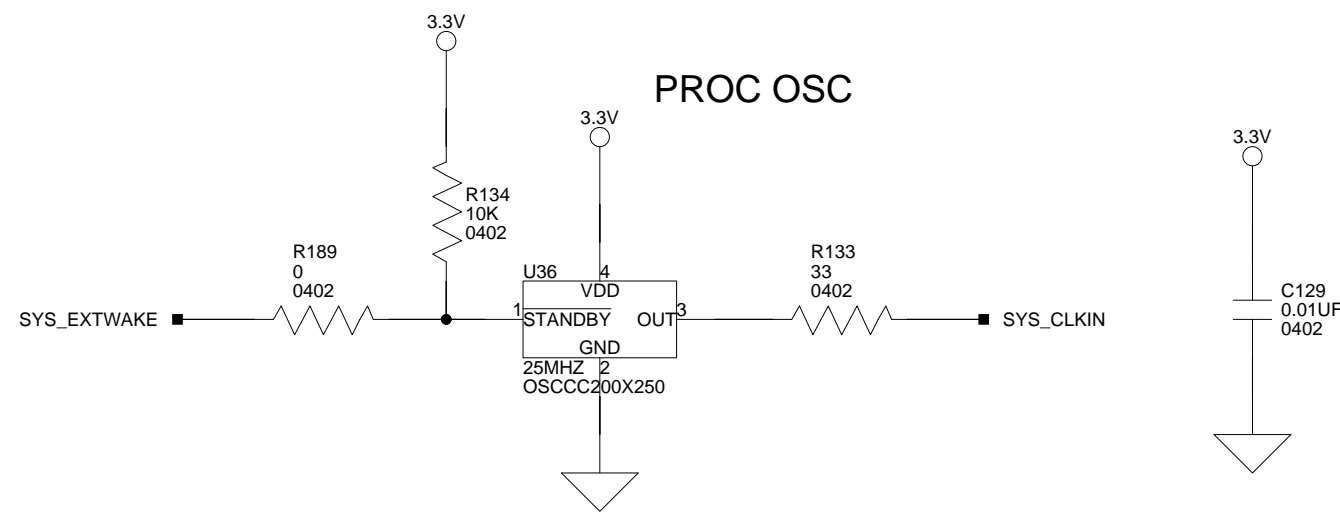 3.3V
PROC OSC
3.3V
3.3V
R134
10K
0402
R189
0
0402
R133
33
0402
U36
4
VDD
1
STANDBY
OUT
3
GND
2
25MHZ
OSCCC200X250
SYS_EXTWAKE
SYS_CLKIN
C129
0.01UF
0402